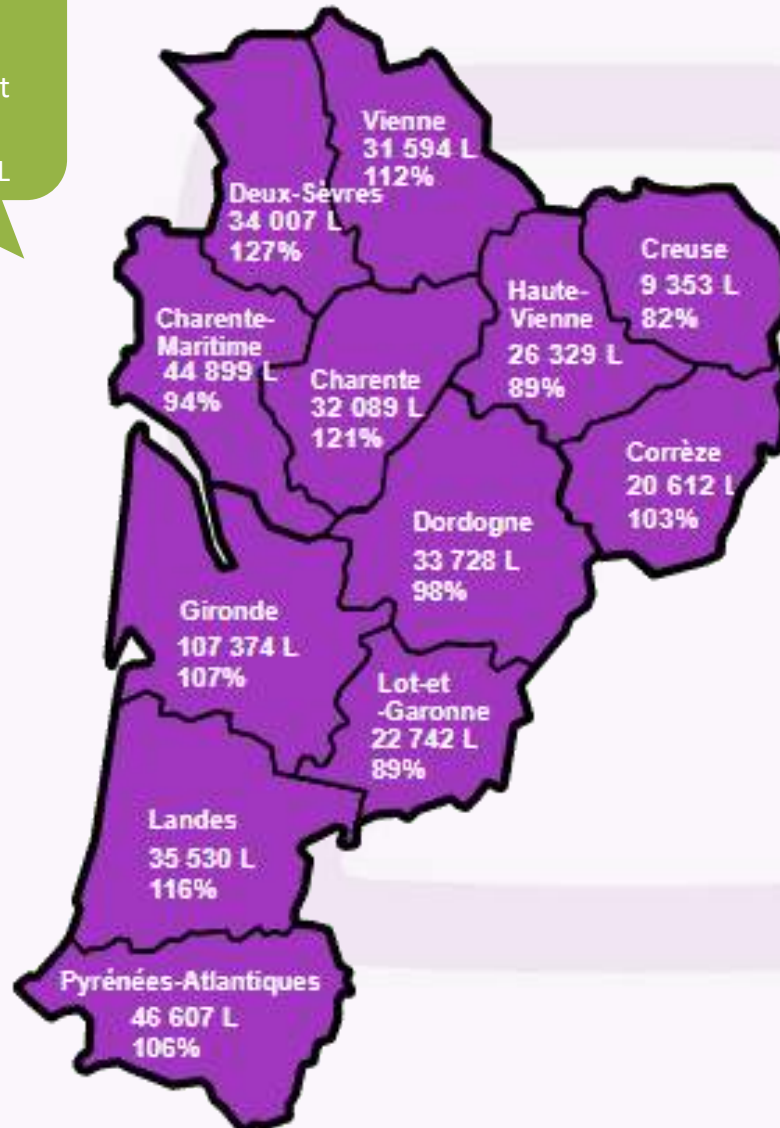 t
L
Vienne
31 594 L
112%
Deux-Sèvres
34 007 L
127%
Creuse
9 353 L
82%
Haute-
Vienne
26 329 L
89%
Charente-
Maritime
44 899 L
94%
Charente
32 089 L
121%
Corrèze
20 612 L
103%
Dordogne
33 728 L
98%
Gironde
107 374 L
107%
Lot-et
-Garonne
22 742 L
89%
Landes
35 530 L
116%
Pyrénées-Atlantiques
46 607 L
106%